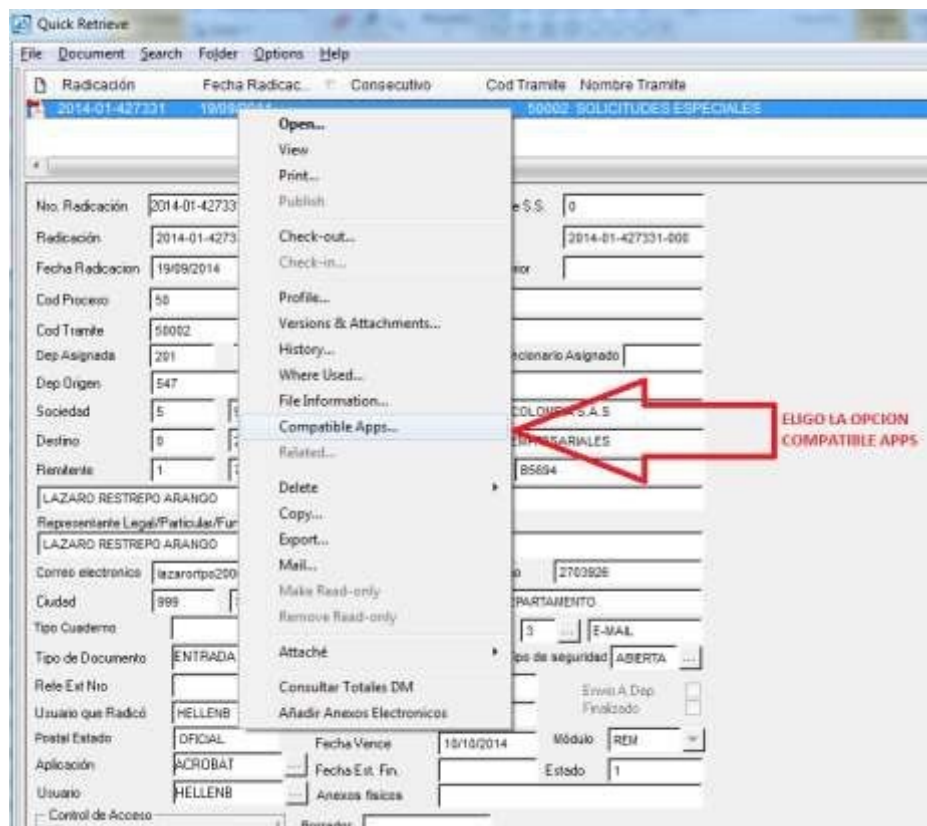 Quick Retrieve
File Document Search Folder Options Help
Radicación Fecha Radicac... Consecutivo Cod Tramite Nombre Tramite
2014-01-427331 19/09/2014 50002 SOLICITUDES ESPECIALES
Open...
View
Print...
Publish
Check-out...
Check-in...
Profile...
Versions & Attachments...
History...
Where Used...
File Information...
Compatible Apps...
Related...
Delete
Copy...
Export...
Mail...
Make Read-only
Remove Read-only
Attaché
Consultar Totales DM
Añadir Anexos Electronicos
ELIGO LA OPCION
COMPATIBLE APPS
Nro. Radicación 2014-01-42733 e S.S. 0
Radicación 2014-01-4273 2014-01-427331-000
Fecha Radicacion 19/09/2014
Cod Proceso 50
Cod Tramite 50002
Dep Asignada 201 cionario Asignado
Dep Origen 547
Sociedad 5 COLOMBIA S.A.S
Destino 0 EMPRESARIALES
Remitente 1 B5694
LAZARO RESTREPO ARANGO
Representante Legal/Particular/Fun
LAZARO RESTREPO ARANGO
Correo electronico lazarortpo200 2703926
Ciudad 999 PARTAMENTO
Tipo Cuaderno 3 ... E-MAIL
Tipo de Documento ENTRADA ipo de seguridad ABIERTA ...
Refe Ext Nro Envio A Dep.
Finalizado
Usuario que Radicó HELLENB
Postal Estado OFICIAL Fecha Vence 10/10/2014 Módulo REM
Aplicación ACROBAT ... Fecha Est. Fin. Estado 1
Usuario HELLENB ... Anexos fisicos
Control de Acceso Borrador